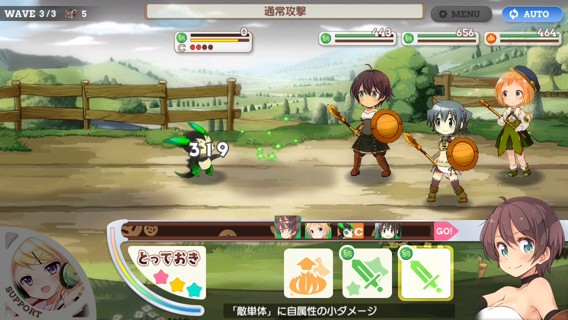 WAVE 3/3
5
通常攻撃
MENU
AUTO
0
C
443
656
464
319
C
GO!
とっておき
SUPPORT
「敵単体」に自属性の小ダメージ